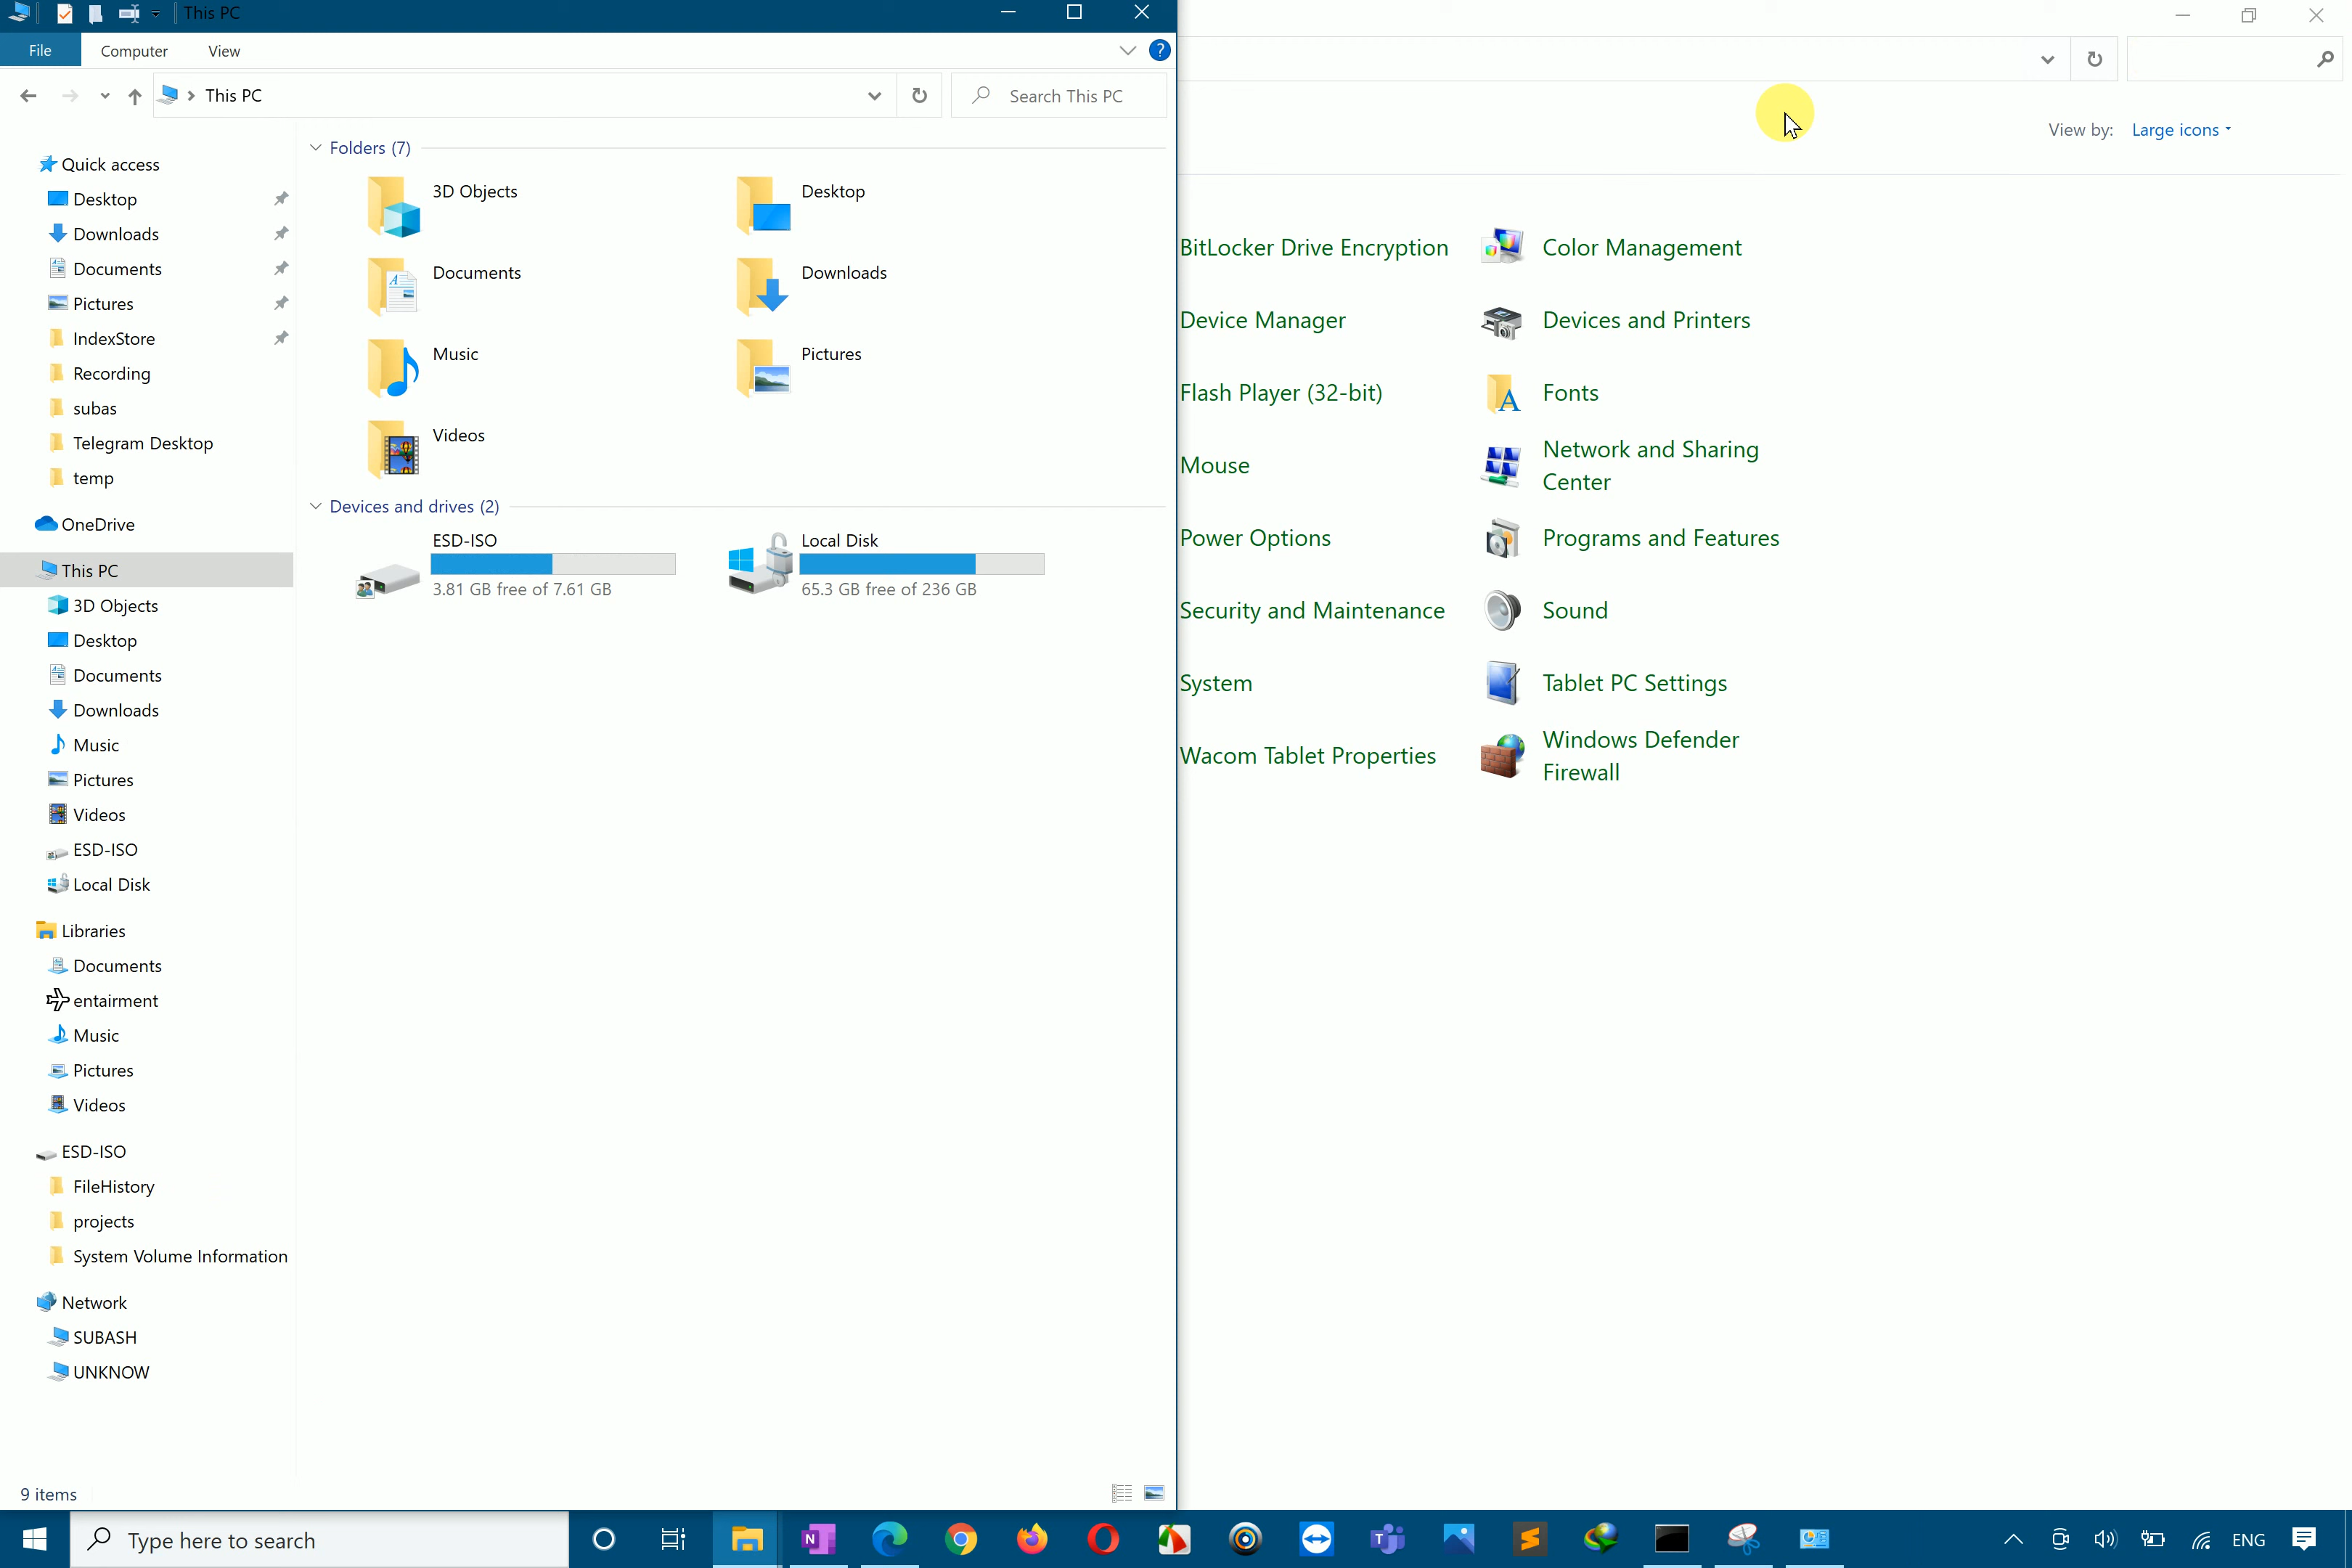 This PC
File
Computer
View
This PC
Search This PC
Quick access
Desktop
Downloads
Documents
Pictures
IndexStore
Recording
subas
Telegram Desktop
temp
OneDrive
This PC
3D Objects
Desktop
Documents
Downloads
Music
Pictures
Videos
ESD-ISO
Local Disk
Libraries
Documents
entairment
Music
Pictures
Videos
ESD-ISO
FileHistory
projects
System Volume Information
Network
SUBASH
UNKNOW
Folders (7)
3D Objects
Desktop
Documents
Downloads
Music
Pictures
Videos
Devices and drives (2)
ESD-ISO
3.81 GB free of 7.61 GB
Local Disk
65.3 GB free of 236 GB
9 items
View by: Large icons
BitLocker Drive Encryption
Color Management
Device Manager
Devices and Printers
Flash Player (32-bit)
Fonts
Mouse
Network and Sharing
Center
Power Options
Programs and Features
Security and Maintenance
Sound
System
Tablet PC Settings
Wacom Tablet Properties
Windows Defender
Firewall
Type here to search
ENG